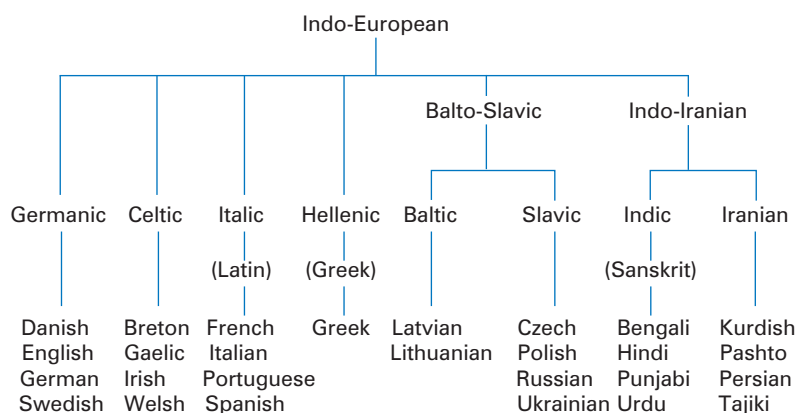 Indo-European
Balto-Slavic Indo-Iranian
Germanic Celtic Italic Hellenic Baltic Slavic Indic Iranian
(Latin) (Greek) (Sanskrit)
Danish Breton French Greek Latvian Czech Bengali Kurdish
English Gaelic Italian Lithuanian Polish Hindi Pashto
German Irish Portuguese Russian Punjabi Persian
Swedish Welsh Spanish Ukrainian Urdu Tajiki